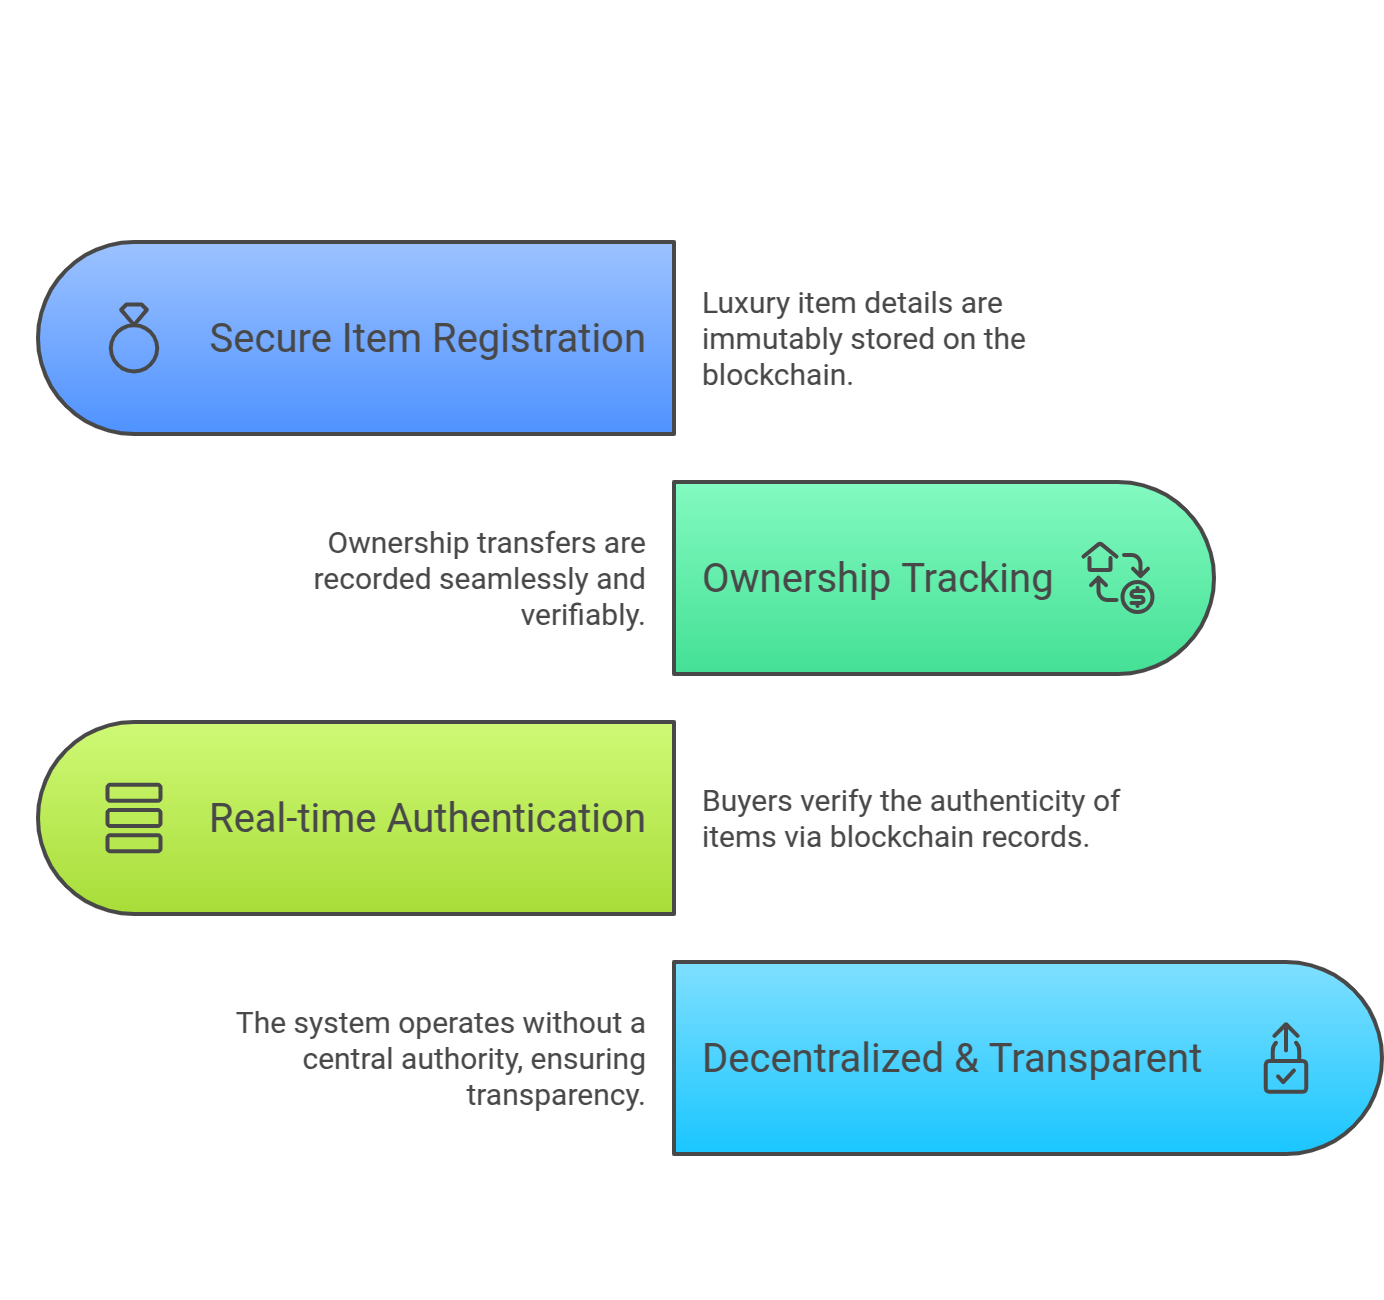 Secure Item Registration
Luxury item details are
immutably stored on the
blockchain.
Ownership transfers are
recorded seamlessly and
verifiably.
Ownership Tracking
Real-time Authentication
Buyers verify the authenticity of
items via blockchain records.
The system operates without a
central authority, ensuring
transparency.
Decentralized & Transparent